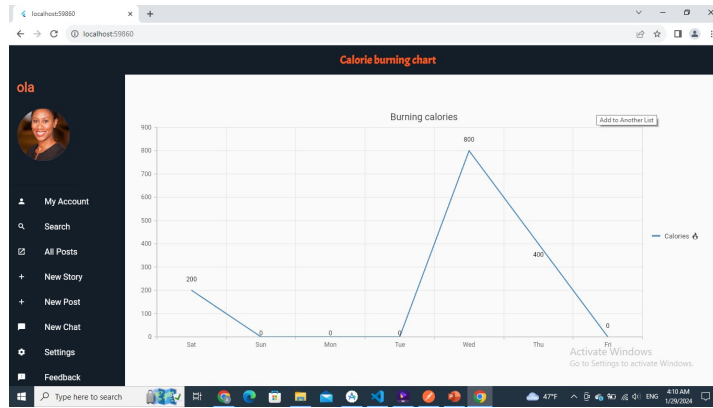 localhost:59860
localhost:59860
Calorie burning chart
ola
My Account
Search
All Posts
New Story
New Post
New Chat
Settings
Feedback
Burning calories
Add to Another List
900
800
700
600
500
400
300
200
100
0
200
0
0
0
800
400
0
Sat
Sun
Mon
Tue
Wed
Thu
Fri
Calories
Activate Windows
Go to Settings to activate Windows.
Type here to search
47°F
ENG
4:10 AM
1/29/2024